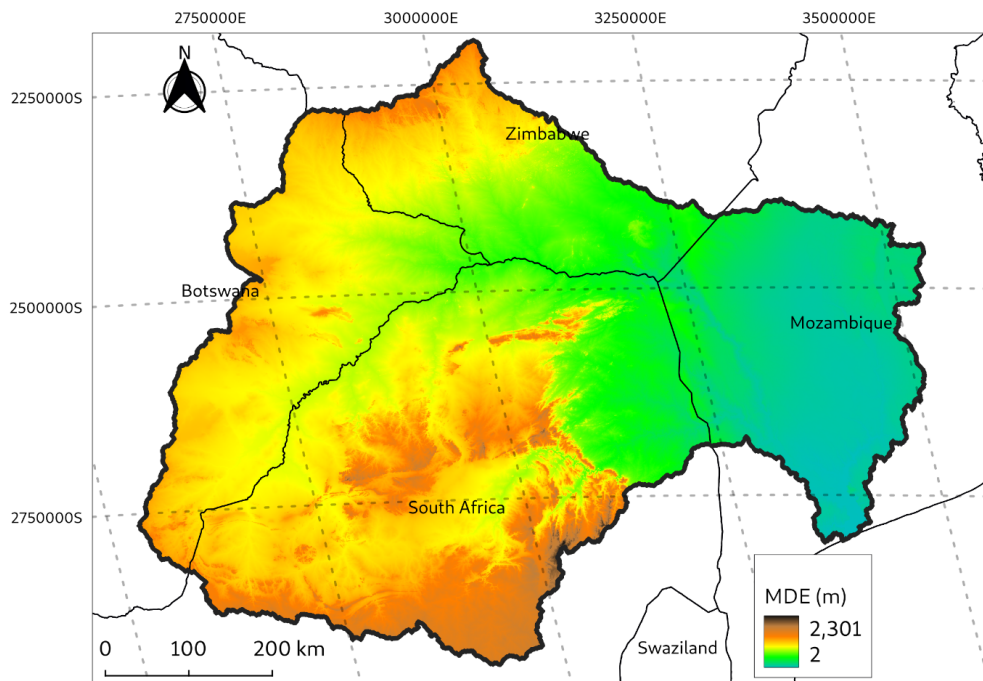 2750000E
3000000E
3250000E
3500000E
N
2250000S
Zimbabwe
Botswana
2500000S
Mozambique
2750000S
South Africa
MDE (m)
2,301
2
0 100 200 km
Swaziland